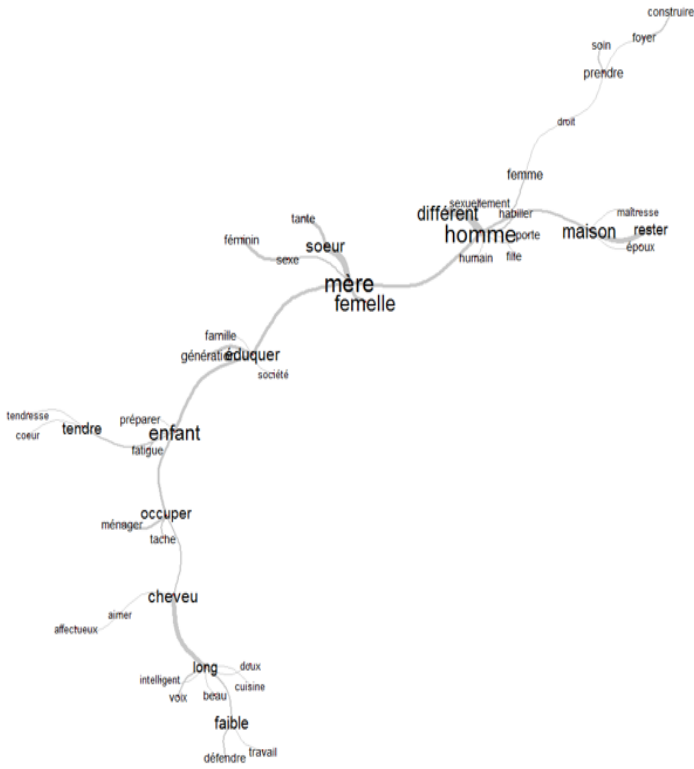 construire
foyer
soin
prendre
droit
femme
sexuellement
différent
habiller
maîtresse
tante
homme
porte
maison
rester
féminin
soeur
époux
sexe
humain
fille
mère
femelle
famille
génération
éduquer
société
tendresse
préparer
coeur
tendre
enfant
fatigue
occuper
ménager
tache
cheveu
aimer
affectueux
long
doux
intelligent
cuisine
voix
beau
faible
travail
défendre